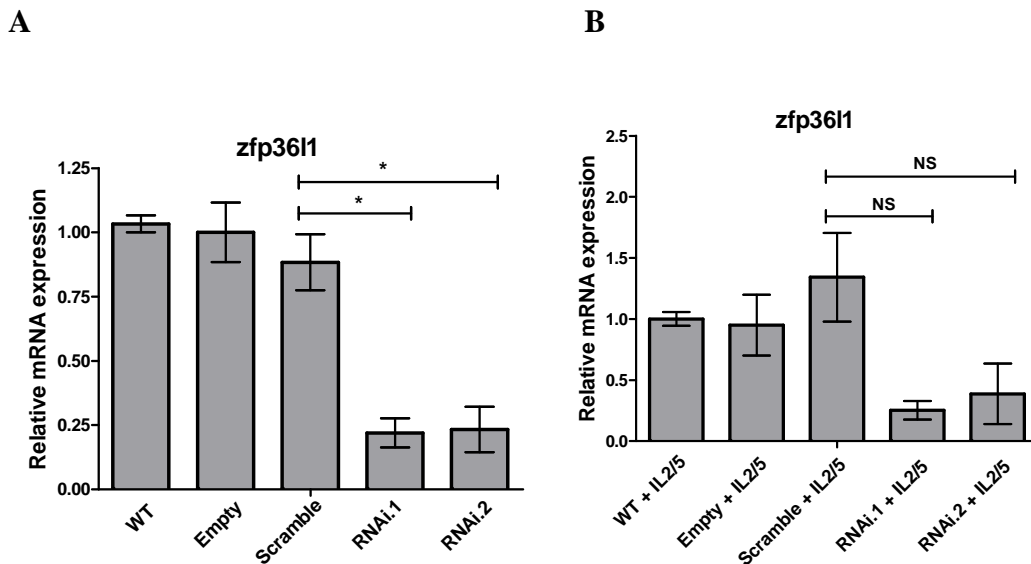 A
zfp36l1
Relative mRNA expression
1.25
1.00
0.75
0.50
0.25
0.00
*
*
WT
Empty
Scramble
RNAi.1
RNAi.2
B
zfp36l1
Relative mRNA expression
2.5
2.0
1.5
1.0
0.5
0.0
NS
NS
WT + IL2/5
Empty + IL2/5
Scramble + IL2/5
RNAi.1 + IL2/5
RNAi.2 + IL2/5